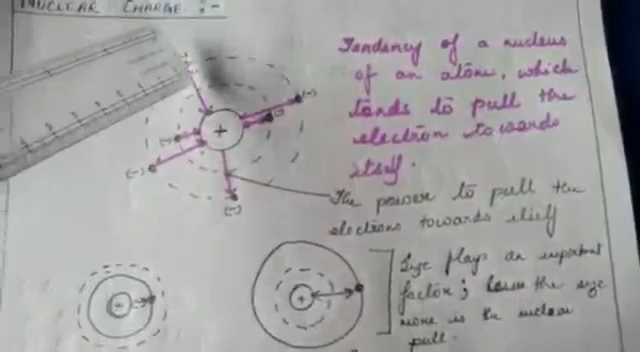 NUCLEAR CHARGE :-
Tendency of a nucleus
of an atom, which
tends to pull the
electron towards
itself.
The power to pull the
electrons towards itself
Size plays an important
factor; lesser the size
more is the nuclear
pull.
+
(-)
(-)
(-)
(-)
(-)
+
+